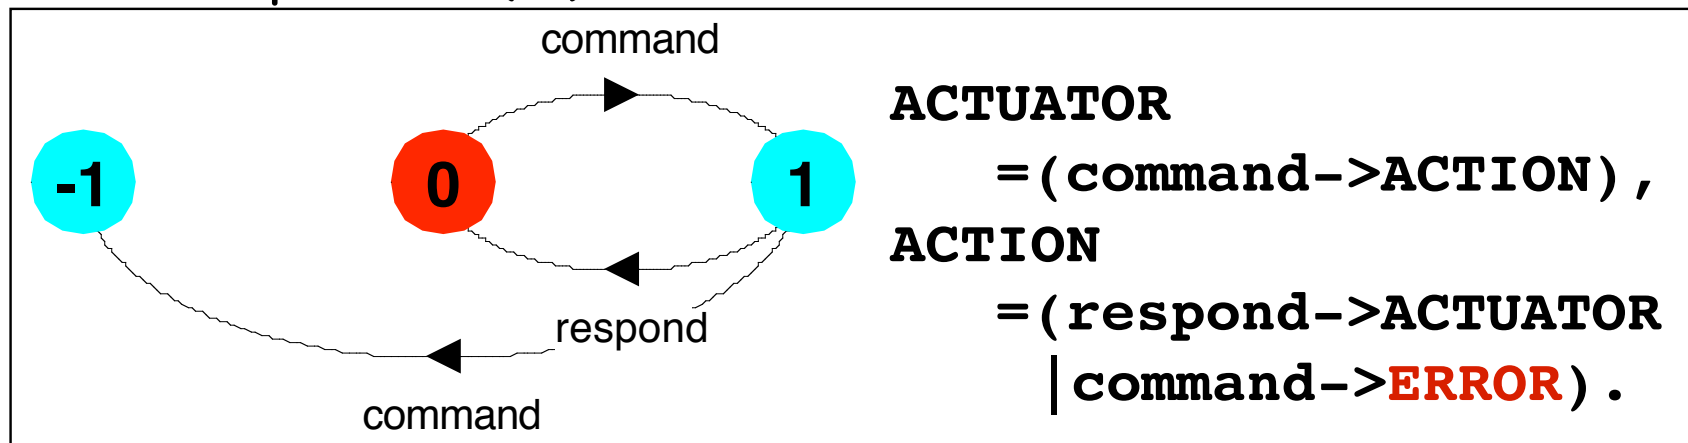 command
-1
0
1
respond
command
ACTUATOR
=(command->ACTION),
ACTION
=(respond->ACTUATOR
|command->ERROR).